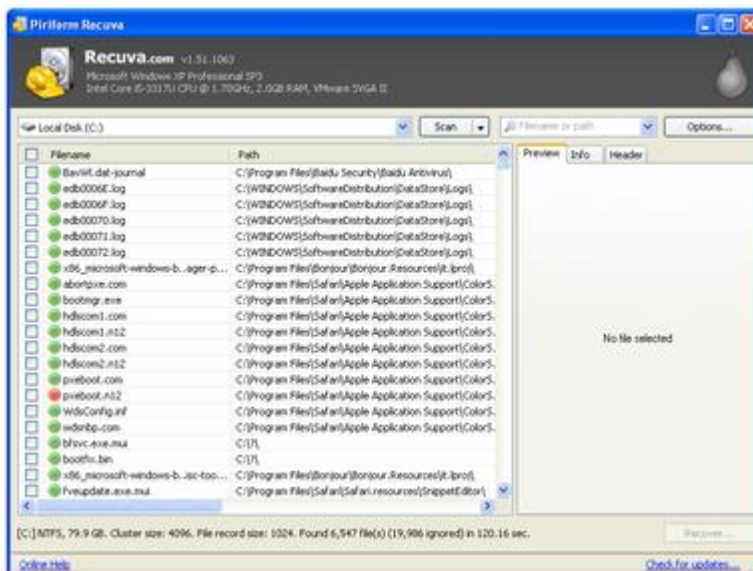 Piriform Recuva
Recuva.com v1.51.1063
Microsoft Windows XP Professional SP3
Intel Core i5-3317U CPU @ 1.70GHz, 2.0GB RAM, VMware SVGA II
Local Disk (C:)
Scan
Filename or path
Options...
Filename Path
Preview Info Header
BavWl.dat-journal C:\Program Files\Baidu Security\Baidu Antivirus\
edb0006E.log C:\WINDOWS\SoftwareDistribution\DataStore\Logs\
edb0006F.log C:\WINDOWS\SoftwareDistribution\DataStore\Logs\
edb00070.log C:\WINDOWS\SoftwareDistribution\DataStore\Logs\
edb00071.log C:\WINDOWS\SoftwareDistribution\DataStore\Logs\
edb00072.log C:\WINDOWS\SoftwareDistribution\DataStore\Logs\
x86_microsoft-windows-b..ager-p... C:\Program Files\Bonjour\Bonjour.Resources\it.lproj\
abortpxe.com C:\Program Files\Safari\Apple Application Support\ColorS.
bootmgr.exe C:\Program Files\Safari\Apple Application Support\ColorS.
hdlscom1.com C:\Program Files\Safari\Apple Application Support\ColorS.
hdlscom1.n12 C:\Program Files\Safari\Apple Application Support\ColorS.
hdlscom2.com C:\Program Files\Safari\Apple Application Support\ColorS.
hdlscom2.n12 C:\Program Files\Safari\Apple Application Support\ColorS.
pxeboot.com C:\Program Files\Safari\Apple Application Support\ColorS.
pxeboot.n12 C:\Program Files\Safari\Apple Application Support\ColorS.
WdsConfig.inf C:\Program Files\Safari\Apple Application Support\ColorS.
wdsnbp.com C:\Program Files\Safari\Apple Application Support\ColorS.
bfsvc.exe.mui C:\?\
bootfix.bin C:\?\
x86_microsoft-windows-b..isc-too... C:\Program Files\Bonjour\Bonjour.Resources\it.lproj\
fveupdate.exe.mui C:\Program Files\Safari\Safari.resources\SnippetEditor\
No file selected
[C:] NTFS, 79.9 GB. Cluster size: 4096. File record size: 1024. Found 6,547 file(s) (19,986 ignored) in 120.16 sec.
Recover...
Online Help
Check for updates...